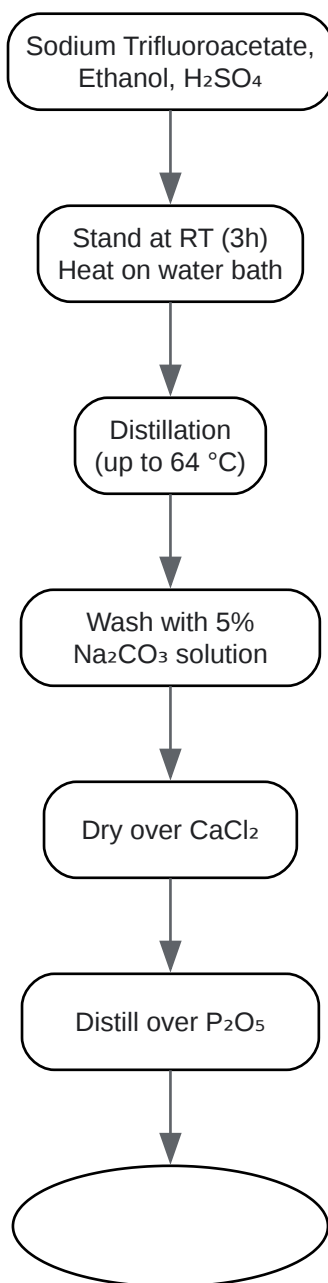 Sodium Trifluoroacetate,
Ethanol, H₂SO₄
Stand at RT (3h)
Heat on water bath
Distillation
(up to 64 °C)
Wash with 5%
Na₂CO₃ solution
Dry over CaCl₂
Distill over P₂O₅